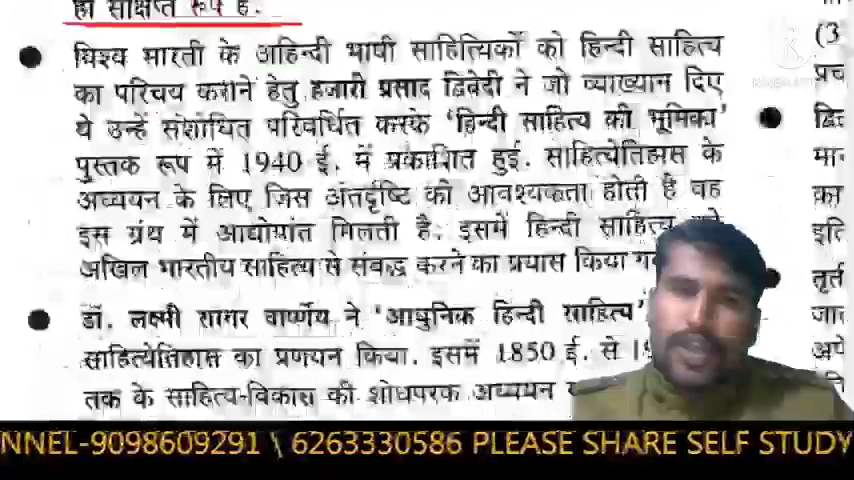 ही संक्षिप्त रूप है.
विश्व भारती के अहिन्दी भाषी साहित्यिकों को हिन्दी साहित्य
का परिचय कराने हेतु हजारी प्रसाद द्विवेदी ने जो व्याख्यान दिए
थे उन्हें संशोधित परिवर्धित करके 'हिन्दी साहित्य की भूमिका'
पुस्तक रूप में 1940 ई. में प्रकाशित हुई. साहित्येतिहास के
अध्ययन के लिए जिस अंतर्दृष्टि की आवश्यकता होती है वह
इस ग्रंथ में आद्योपांत मिलती है. इसमें हिन्दी साहित्य को
अखिल भारतीय साहित्य से संबद्ध करने का प्रयास किया
डॉ. लक्ष्मी सागर वार्ष्णेय ने 'आधुनिक हिन्दी साहित्य'
साहित्येतिहास का प्रणयन किया. इसमें 1850 ई. से
तक के साहित्य-विकास की शोधपरक अध्ययन
(3
NNEL-9098609291 \ 6263330586 PLEASE SHARE SELF STUDY